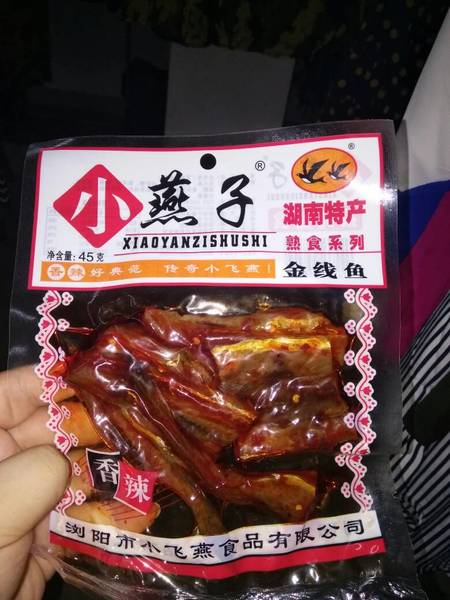 小燕子®
XIAOYANZISHUSHI
®
湖南特产
熟食系列
净含量:45克
香辣 好典范 传奇小飞燕
金线鱼
香辣
浏阳市小飞燕食品有限公司